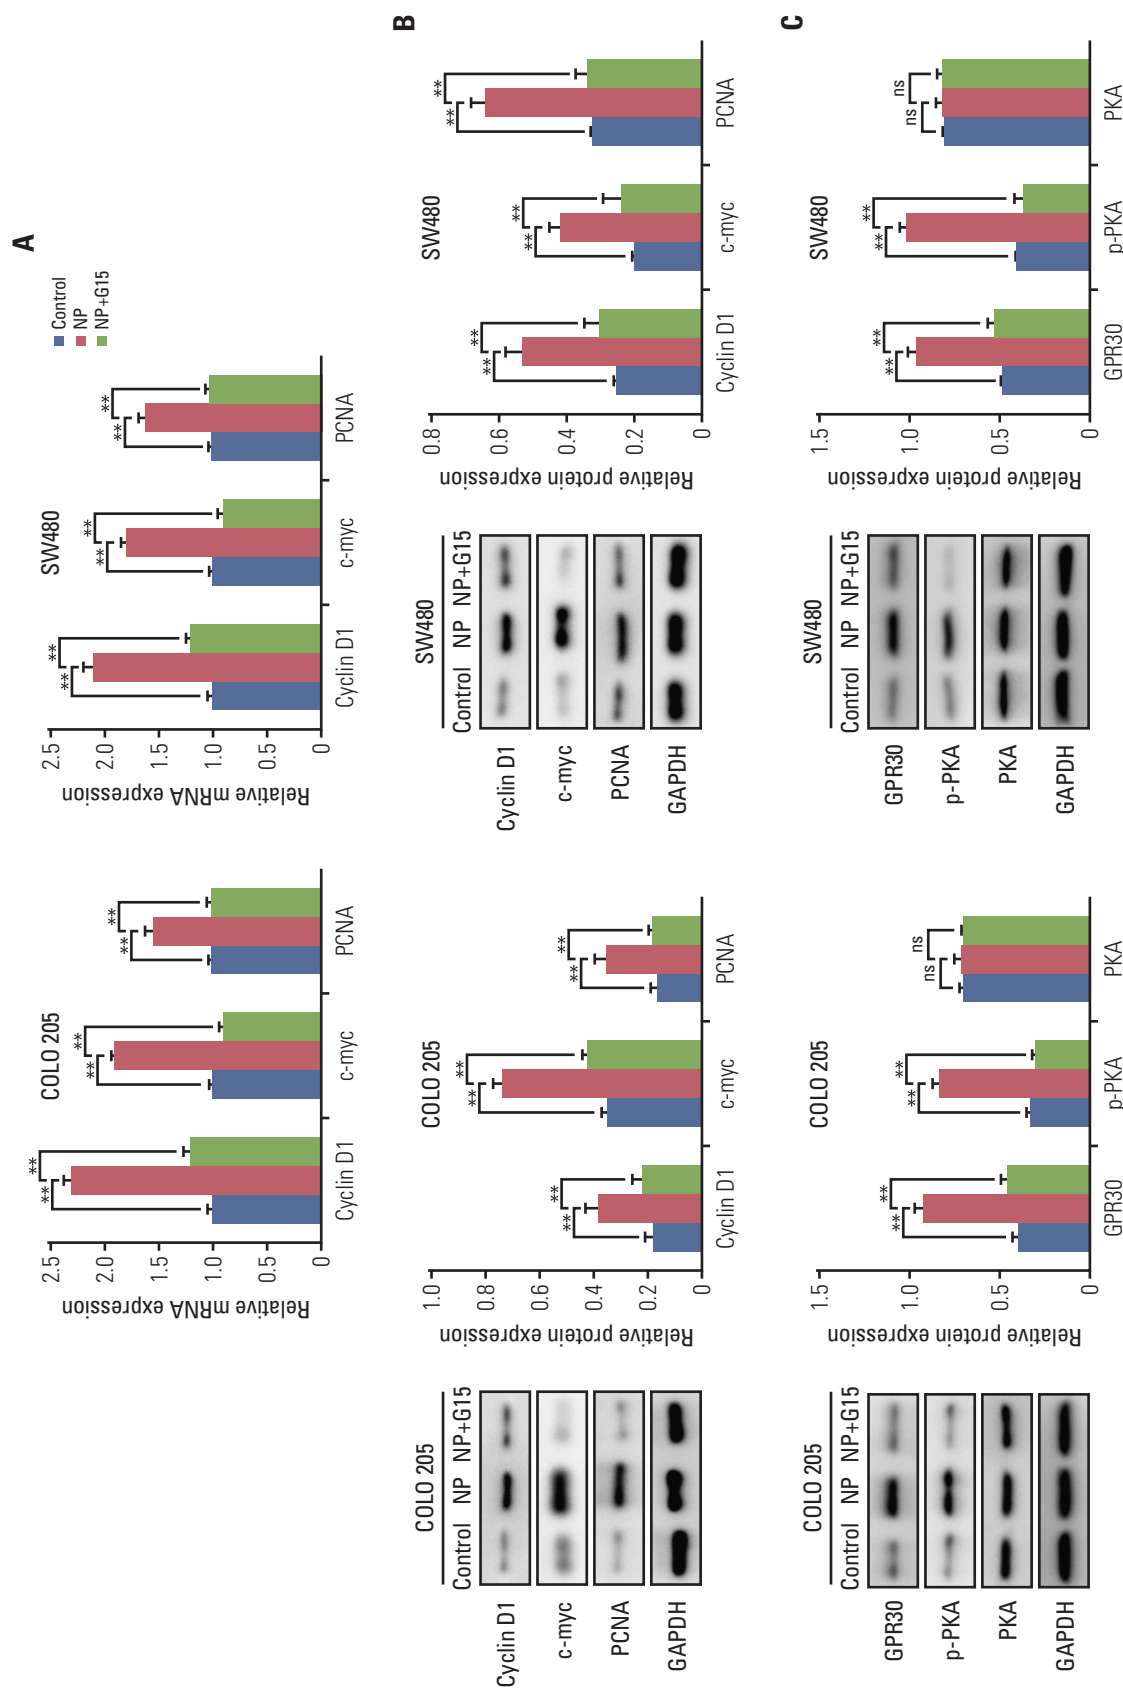 A
COLO 205
Relative mRNA expression
2.5
2.0
1.5
1.0
0.5
0
** ** ** ** ** **
Cyclin D1 c-myc PCNA
SW480
Relative mRNA expression
2.5
2.0
1.5
1.0
0.5
0
** ** ** ** ** **
Cyclin D1 c-myc PCNA
Control
NP
NP+G15
B
COLO 205
Control NP NP+G15
Cyclin D1
c-myc
PCNA
GAPDH
COLO 205
Relative protein expression
1.0
0.8
0.6
0.4
0.2
0
** ** ** ** ** **
Cyclin D1 c-myc PCNA
SW480
Control NP NP+G15
Cyclin D1
c-myc
PCNA
GAPDH
SW480
Relative protein expression
0.8
0.6
0.4
0.2
0
** ** ** ** ** **
Cyclin D1 c-myc PCNA
C
COLO 205
Control NP NP+G15
GPR30
p-PKA
PKA
GAPDH
COLO 205
Relative protein expression
1.5
1.0
0.5
0
** ** ** ** ns ns
GPR30 p-PKA PKA
SW480
Control NP NP+G15
GPR30
p-PKA
PKA
GAPDH
SW480
Relative protein expression
1.5
1.0
0.5
0
** ** ** ** ns ns
GPR30 p-PKA PKA